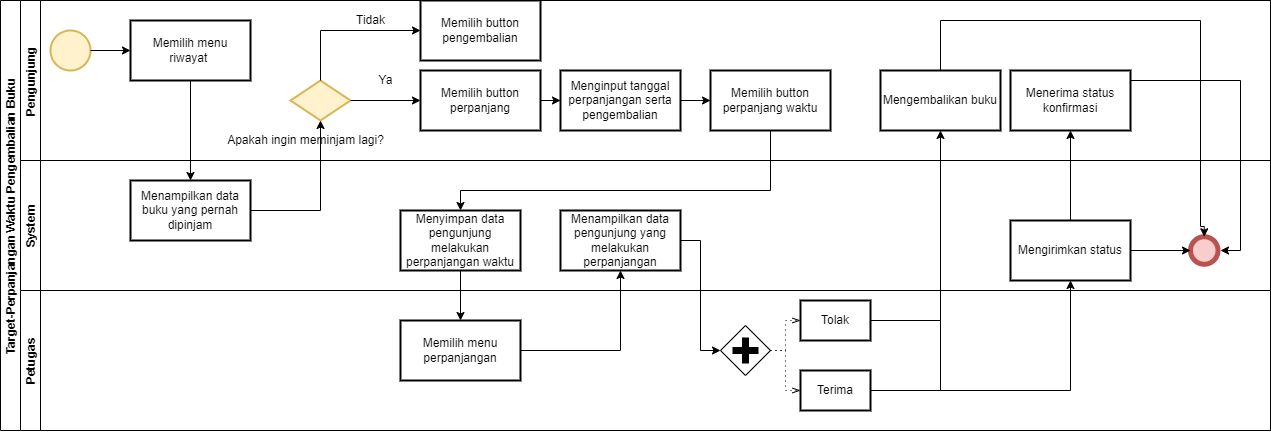 Target-Perpanjangan Waktu Pengembalian Buku
Pengunjung
Memilih menu
riwayat
Tidak
Memilih button
pengembalian
Ya
Apakah ingin meminjam lagi?
Memilih button
perpanjang
Menginput tanggal
perpanjangan serta
pengembalian
Memilih button
perpanjang waktu
Mengembalikan buku
Menerima status
konfirmasi
System
Menampilkan data
buku yang pernah
dipinjam
Menyimpan data
pengunjung
melakukan
perpanjangan waktu
Menampilkan data
pengunjung yang
melakukan
perpanjangan
Mengirimkan status
Petugas
Memilih menu
perpanjangan
Tolak
Terima